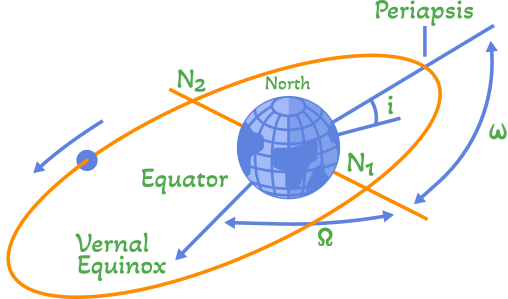 Periapsis
N2
North
i
ω
N1
Equator
Ω
Vernal
Equinox